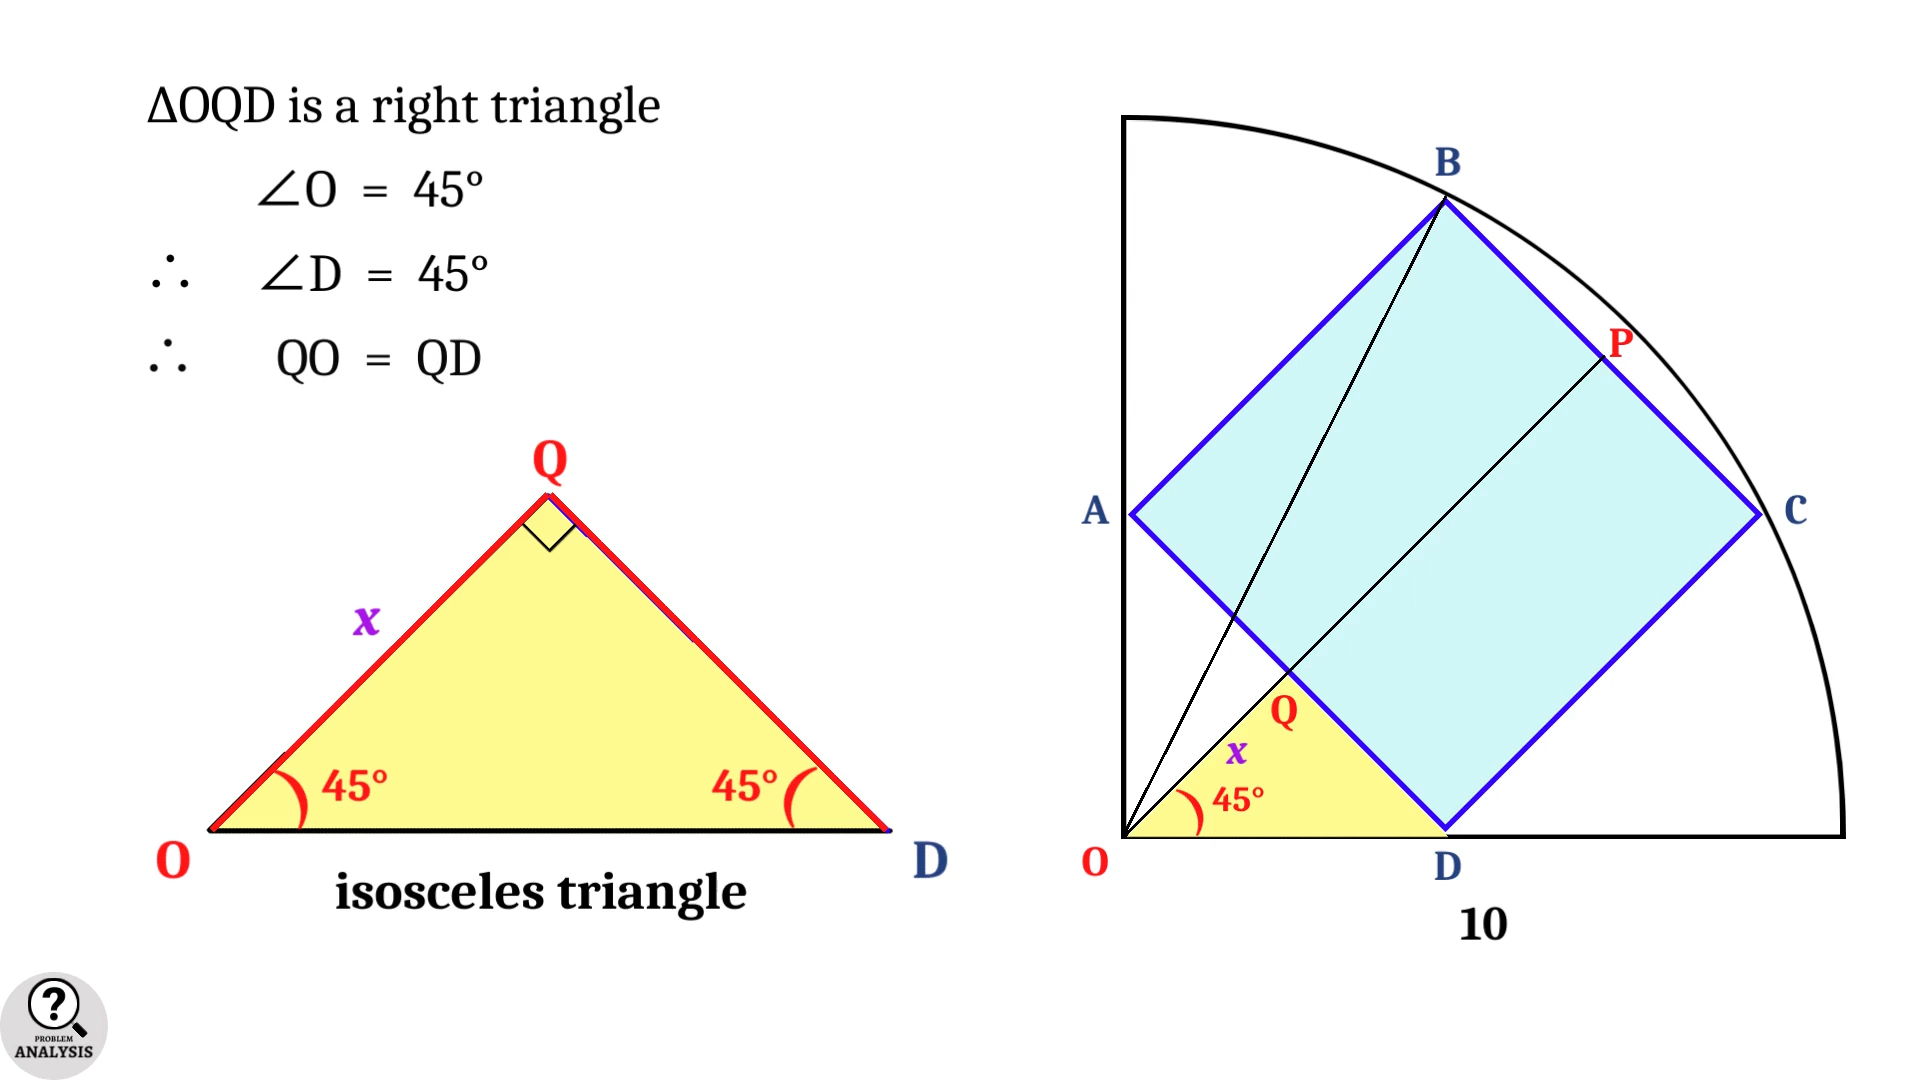 ΔOQD is a right triangle
∠O = 45°
∴ ∠D = 45°
∴ QO = QD
Q
x
45°
45°
O
D
isosceles triangle
B
P
A
C
Q
x
45°
O
D
10
?
PROBLEM
ANALYSIS